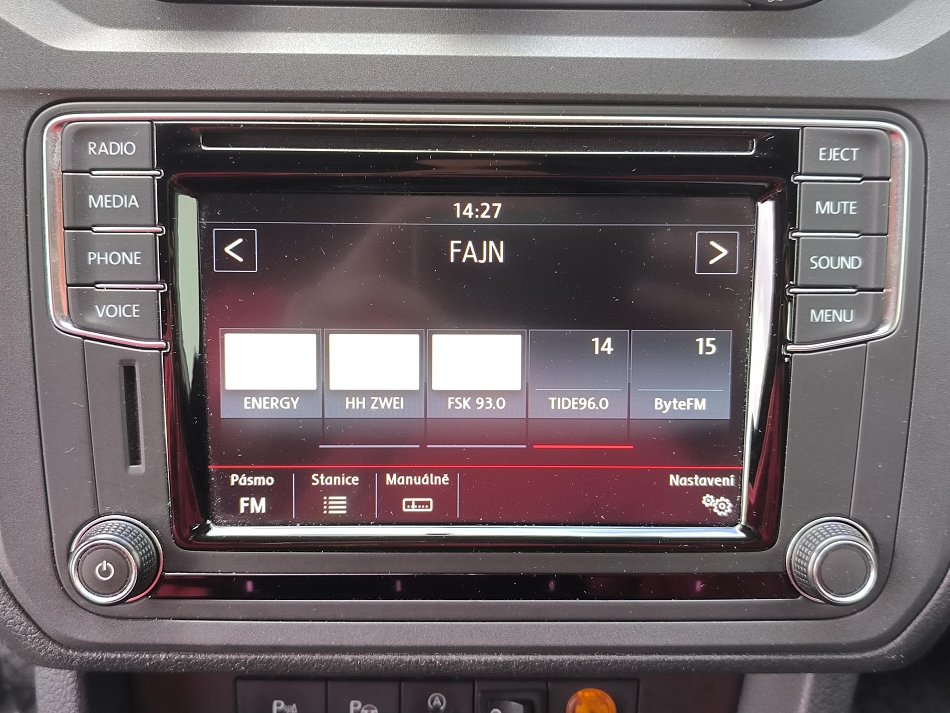 RADIO
MEDIA
PHONE
VOICE
EJECT
MUTE
SOUND
MENU
14:27
< FAJN >
14 15
ENERGY HH ZWEI FSK 93.0 TIDE96.0 ByteFM
Pásmo Stanice Manuálně Nastavení
FM
P P A